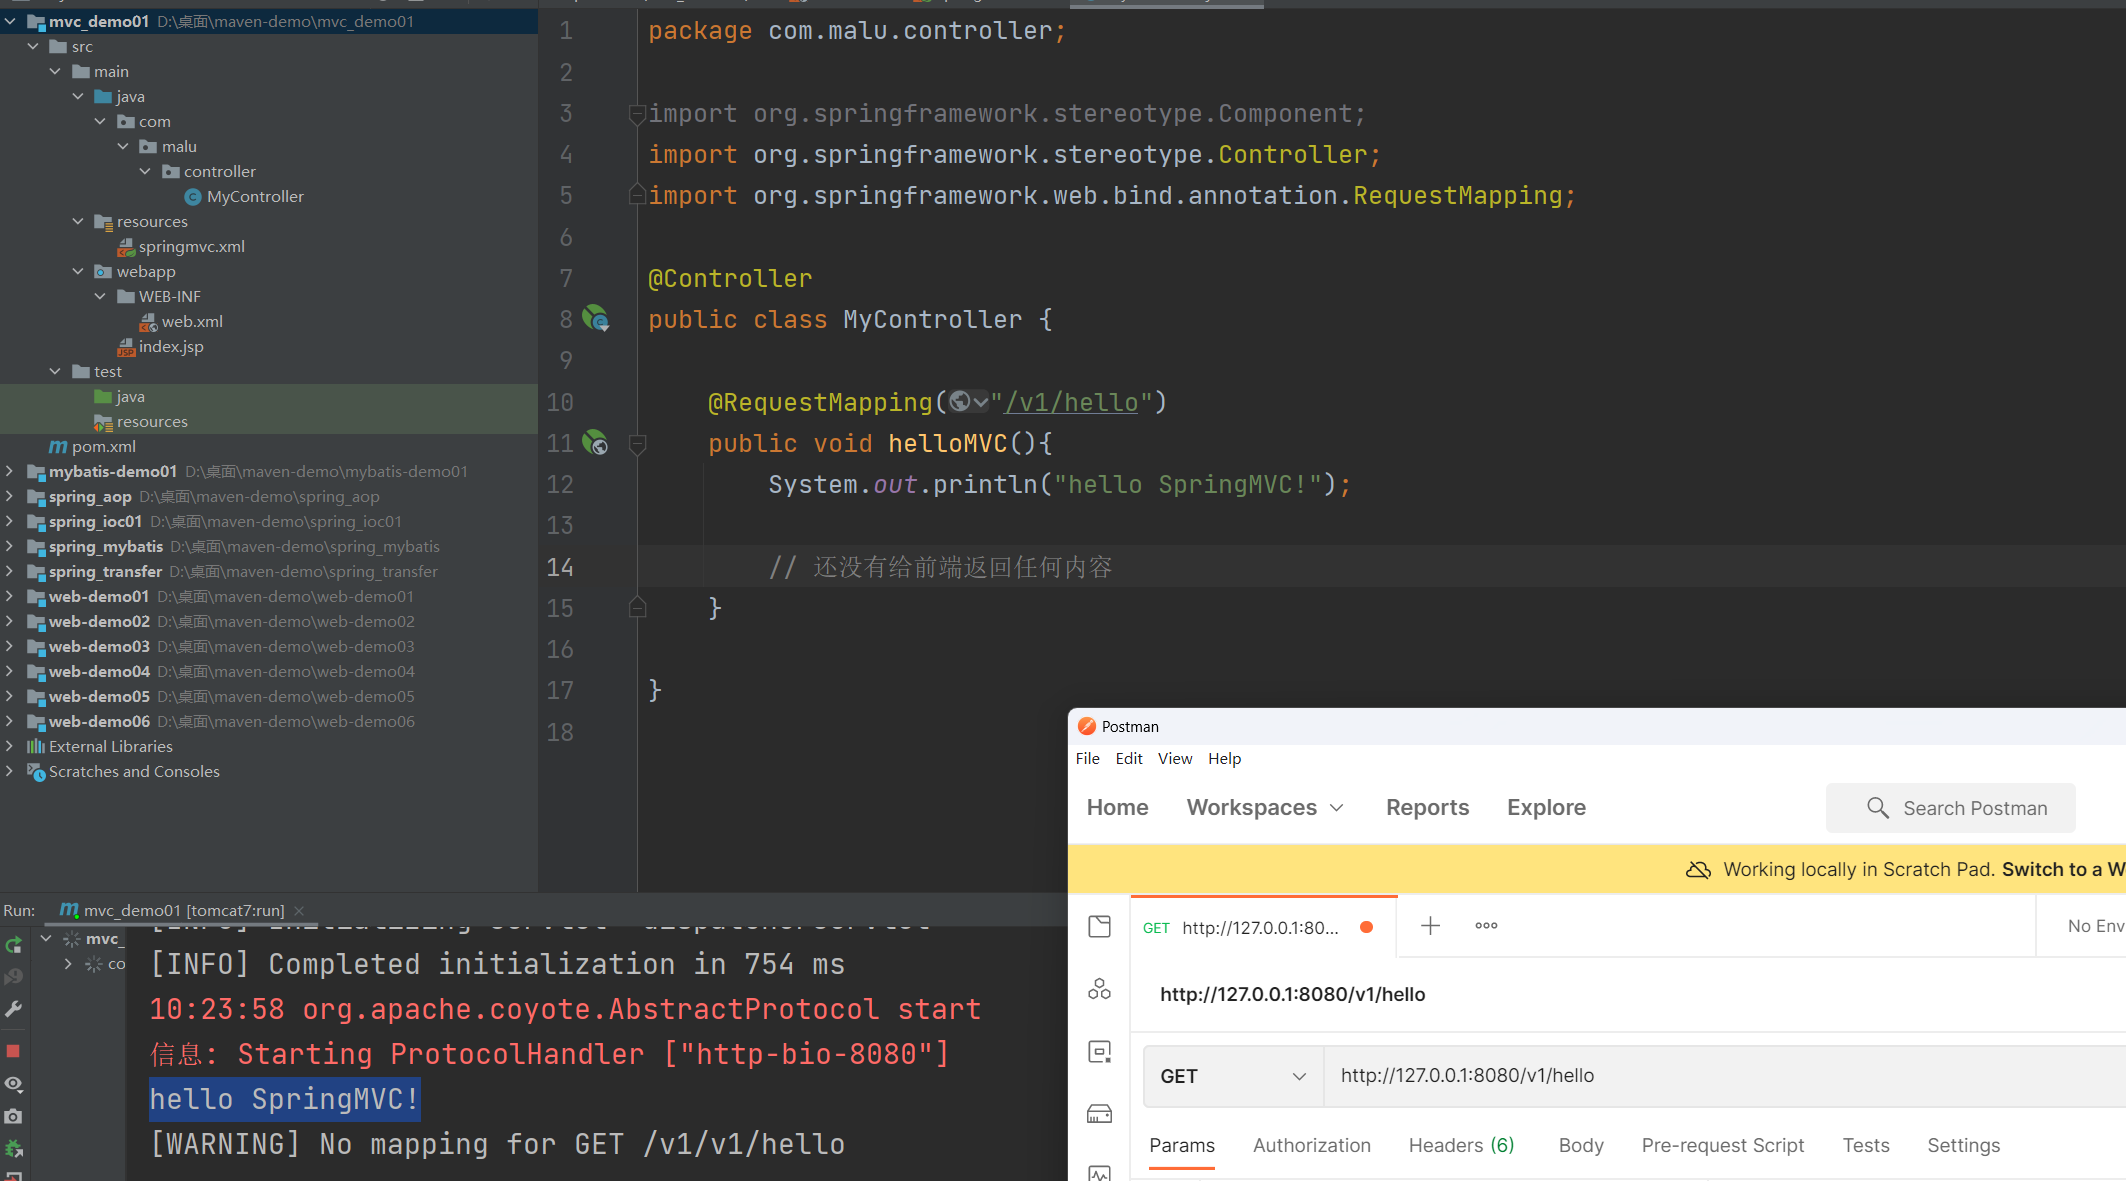 mvc_demo01 D:\桌面\maven-demo\mvc_demo01
src
main
java
com
malu
controller
MyController
resources
springmvc.xml
webapp
WEB-INF
web.xml
index.jsp
test
java
resources
pom.xml
mybatis-demo01 D:\桌面\maven-demo\mybatis-demo01
spring_aop D:\桌面\maven-demo\spring_aop
spring_ioc01 D:\桌面\maven-demo\spring_ioc01
spring_mybatis D:\桌面\maven-demo\spring_mybatis
spring_transfer D:\桌面\maven-demo\spring_transfer
web-demo01 D:\桌面\maven-demo\web-demo01
web-demo02 D:\桌面\maven-demo\web-demo02
web-demo03 D:\桌面\maven-demo\web-demo03
web-demo04 D:\桌面\maven-demo\web-demo04
web-demo05 D:\桌面\maven-demo\web-demo05
web-demo06 D:\桌面\maven-demo\web-demo06
External Libraries
Scratches and Consoles
1 package com.malu.controller;
2
3 import org.springframework.stereotype.Component;
4 import org.springframework.stereotype.Controller;
5 import org.springframework.web.bind.annotation.RequestMapping;
6
7 @Controller
8 public class MyController {
9
10 @RequestMapping("/v1/hello")
11 public void helloMVC(){
12 System.out.println("hello SpringMVC!");
13
14 // 还没有给前端返回任何内容
15 }
16
17 }
18
Run: mvc_demo01 [tomcat7:run]
mvc_
co
[INFO] Completed initialization in 754 ms
10:23:58 org.apache.coyote.AbstractProtocol start
信息: Starting ProtocolHandler ["http-bio-8080"]
hello SpringMVC!
[WARNING] No mapping for GET /v1/v1/hello
Postman
File Edit View Help
Home Workspaces Reports Explore Search Postman
Working locally in Scratch Pad. Switch to a W
GET http://127.0.0.1:80... No Env
http://127.0.0.1:8080/v1/hello
GET http://127.0.0.1:8080/v1/hello
Params Authorization Headers (6) Body Pre-request Script Tests Settings